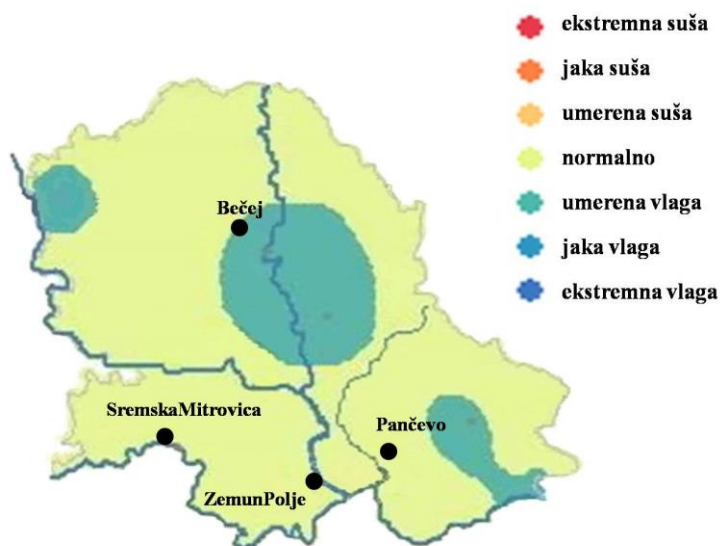 ekstremna suša
jaka suša
umerena suša
normalno
umerena vlaga
jaka vlaga
ekstremna vlaga
Bečej
SremskaMitrovica
Pančevo
ZemunPolje